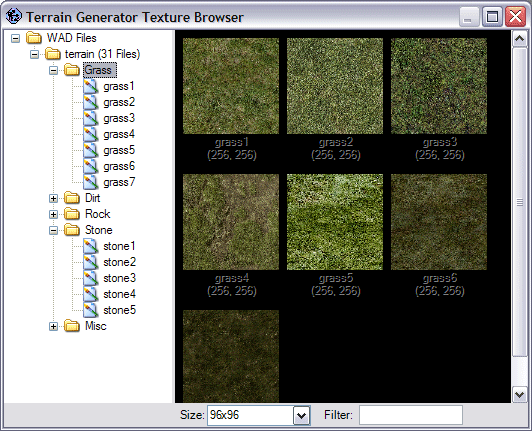 Terrain Generator Texture Browser
WAD Files
terrain (31 Files)
Grass
grass1
grass2
grass3
grass4
grass5
grass6
grass7
Dirt
Rock
Stone
stone1
stone2
stone3
stone4
stone5
Misc
grass1 grass2 grass3
(256, 256) (256, 256) (256, 256)
grass4 grass5 grass6
(256, 256) (256, 256) (256, 256)
Size: 96x96 Filter: